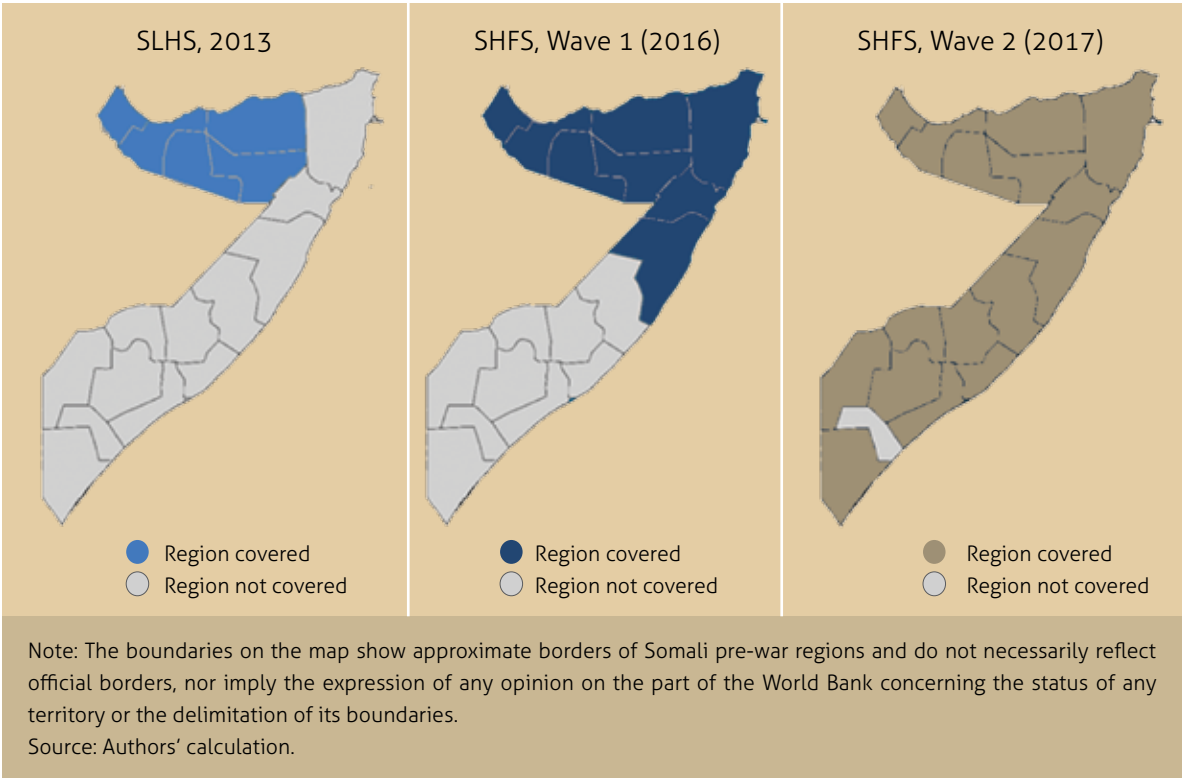 SLHS, 2013
SHFS, Wave 1 (2016)
SHFS, Wave 2 (2017)
Region covered
Region not covered
Region covered
Region not covered
Region covered
Region not covered
Note: The boundaries on the map show approximate borders of Somali pre-war regions and do not necessarily reflect
official borders, nor imply the expression of any opinion on the part of the World Bank concerning the status of any
territory or the delimitation of its boundaries.
Source: Authors’ calculation.